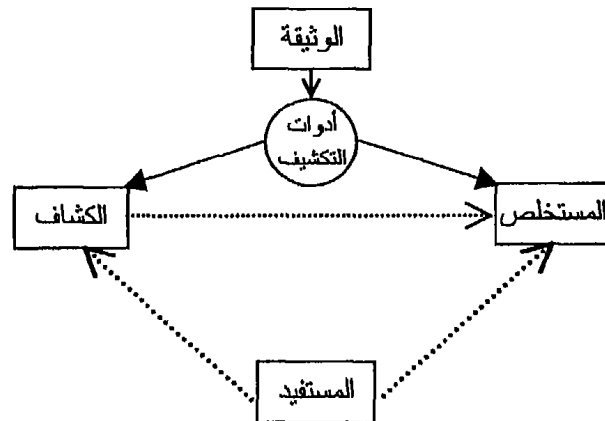 الوثيقة
أدوات
التكشيف
الكشاف
المستخلص
المستفيد